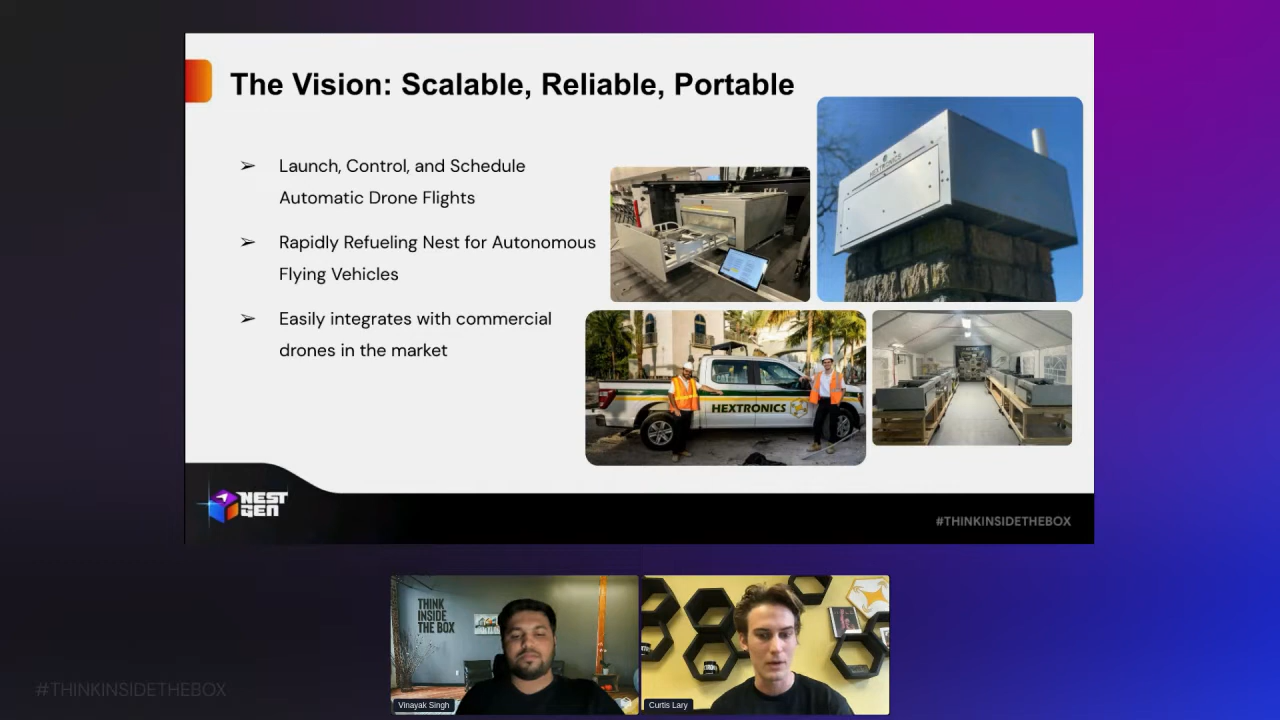 The Vision: Scalable, Reliable, Portable
➢ Launch, Control, and Schedule
Automatic Drone Flights
➢ Rapidly Refueling Nest for Autonomous
Flying Vehicles
➢ Easily integrates with commercial
drones in the market
HEXTRONICS
HEXTRONICS
NEST
GEN
#THINKINSIDETHEBOX
THINK
INSIDE
THE BOX
Vinayak Singh
Curtis Lary
#THINKINSIDETHEBOX